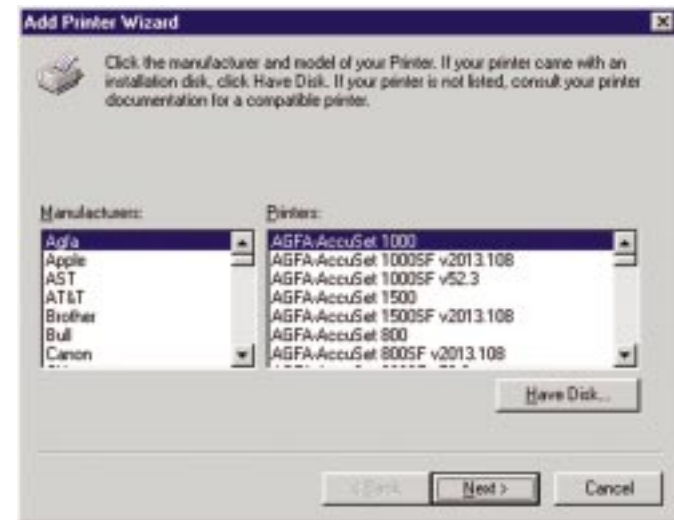 Add Printer Wizard
Click the manufacturer and model of your Printer. If your printer came with an
installation disk, click Have Disk. If your printer is not listed, consult your printer
documentation for a compatible printer.
Manufacturers:
Printers:
Agfa
Apple
AST
AT&T
Brother
Bull
Canon
AGFA-AccuSet 1000
AGFA-AccuSet 1000SF v2013.108
AGFA-AccuSet 1000SF v52.3
AGFA-AccuSet 1500
AGFA-AccuSet 1500SF v2013.108
AGFA-AccuSet 800
AGFA-AccuSet 800SF v2013.108
Have Disk...
< Back
Next >
Cancel